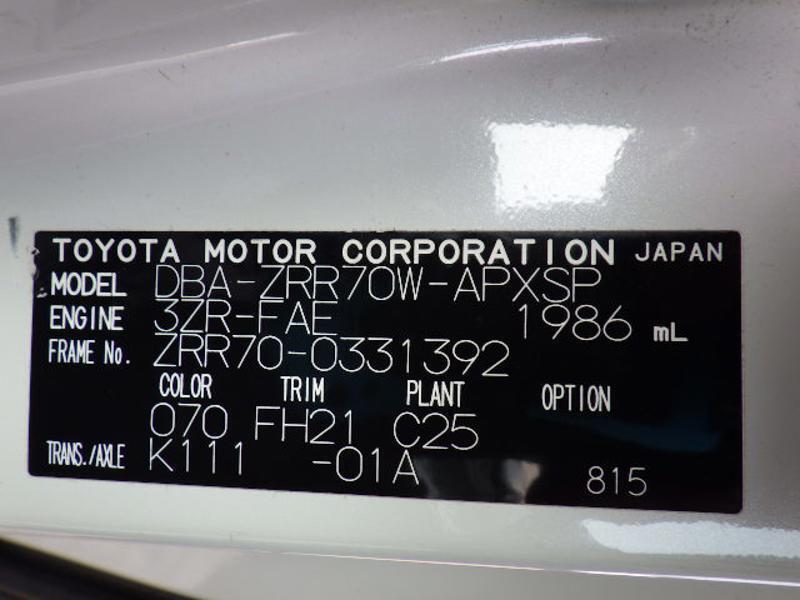 TOYOTA MOTOR CORPORATION JAPAN
MODEL DBA-ZRR70W-APXSP
ENGINE 3ZR-FAE 1986 mL
FRAME No. ZRR70-0331392
COLOR TRIM PLANT OPTION
070 FH21 C25
TRANS./AXLE K111 -01A 815